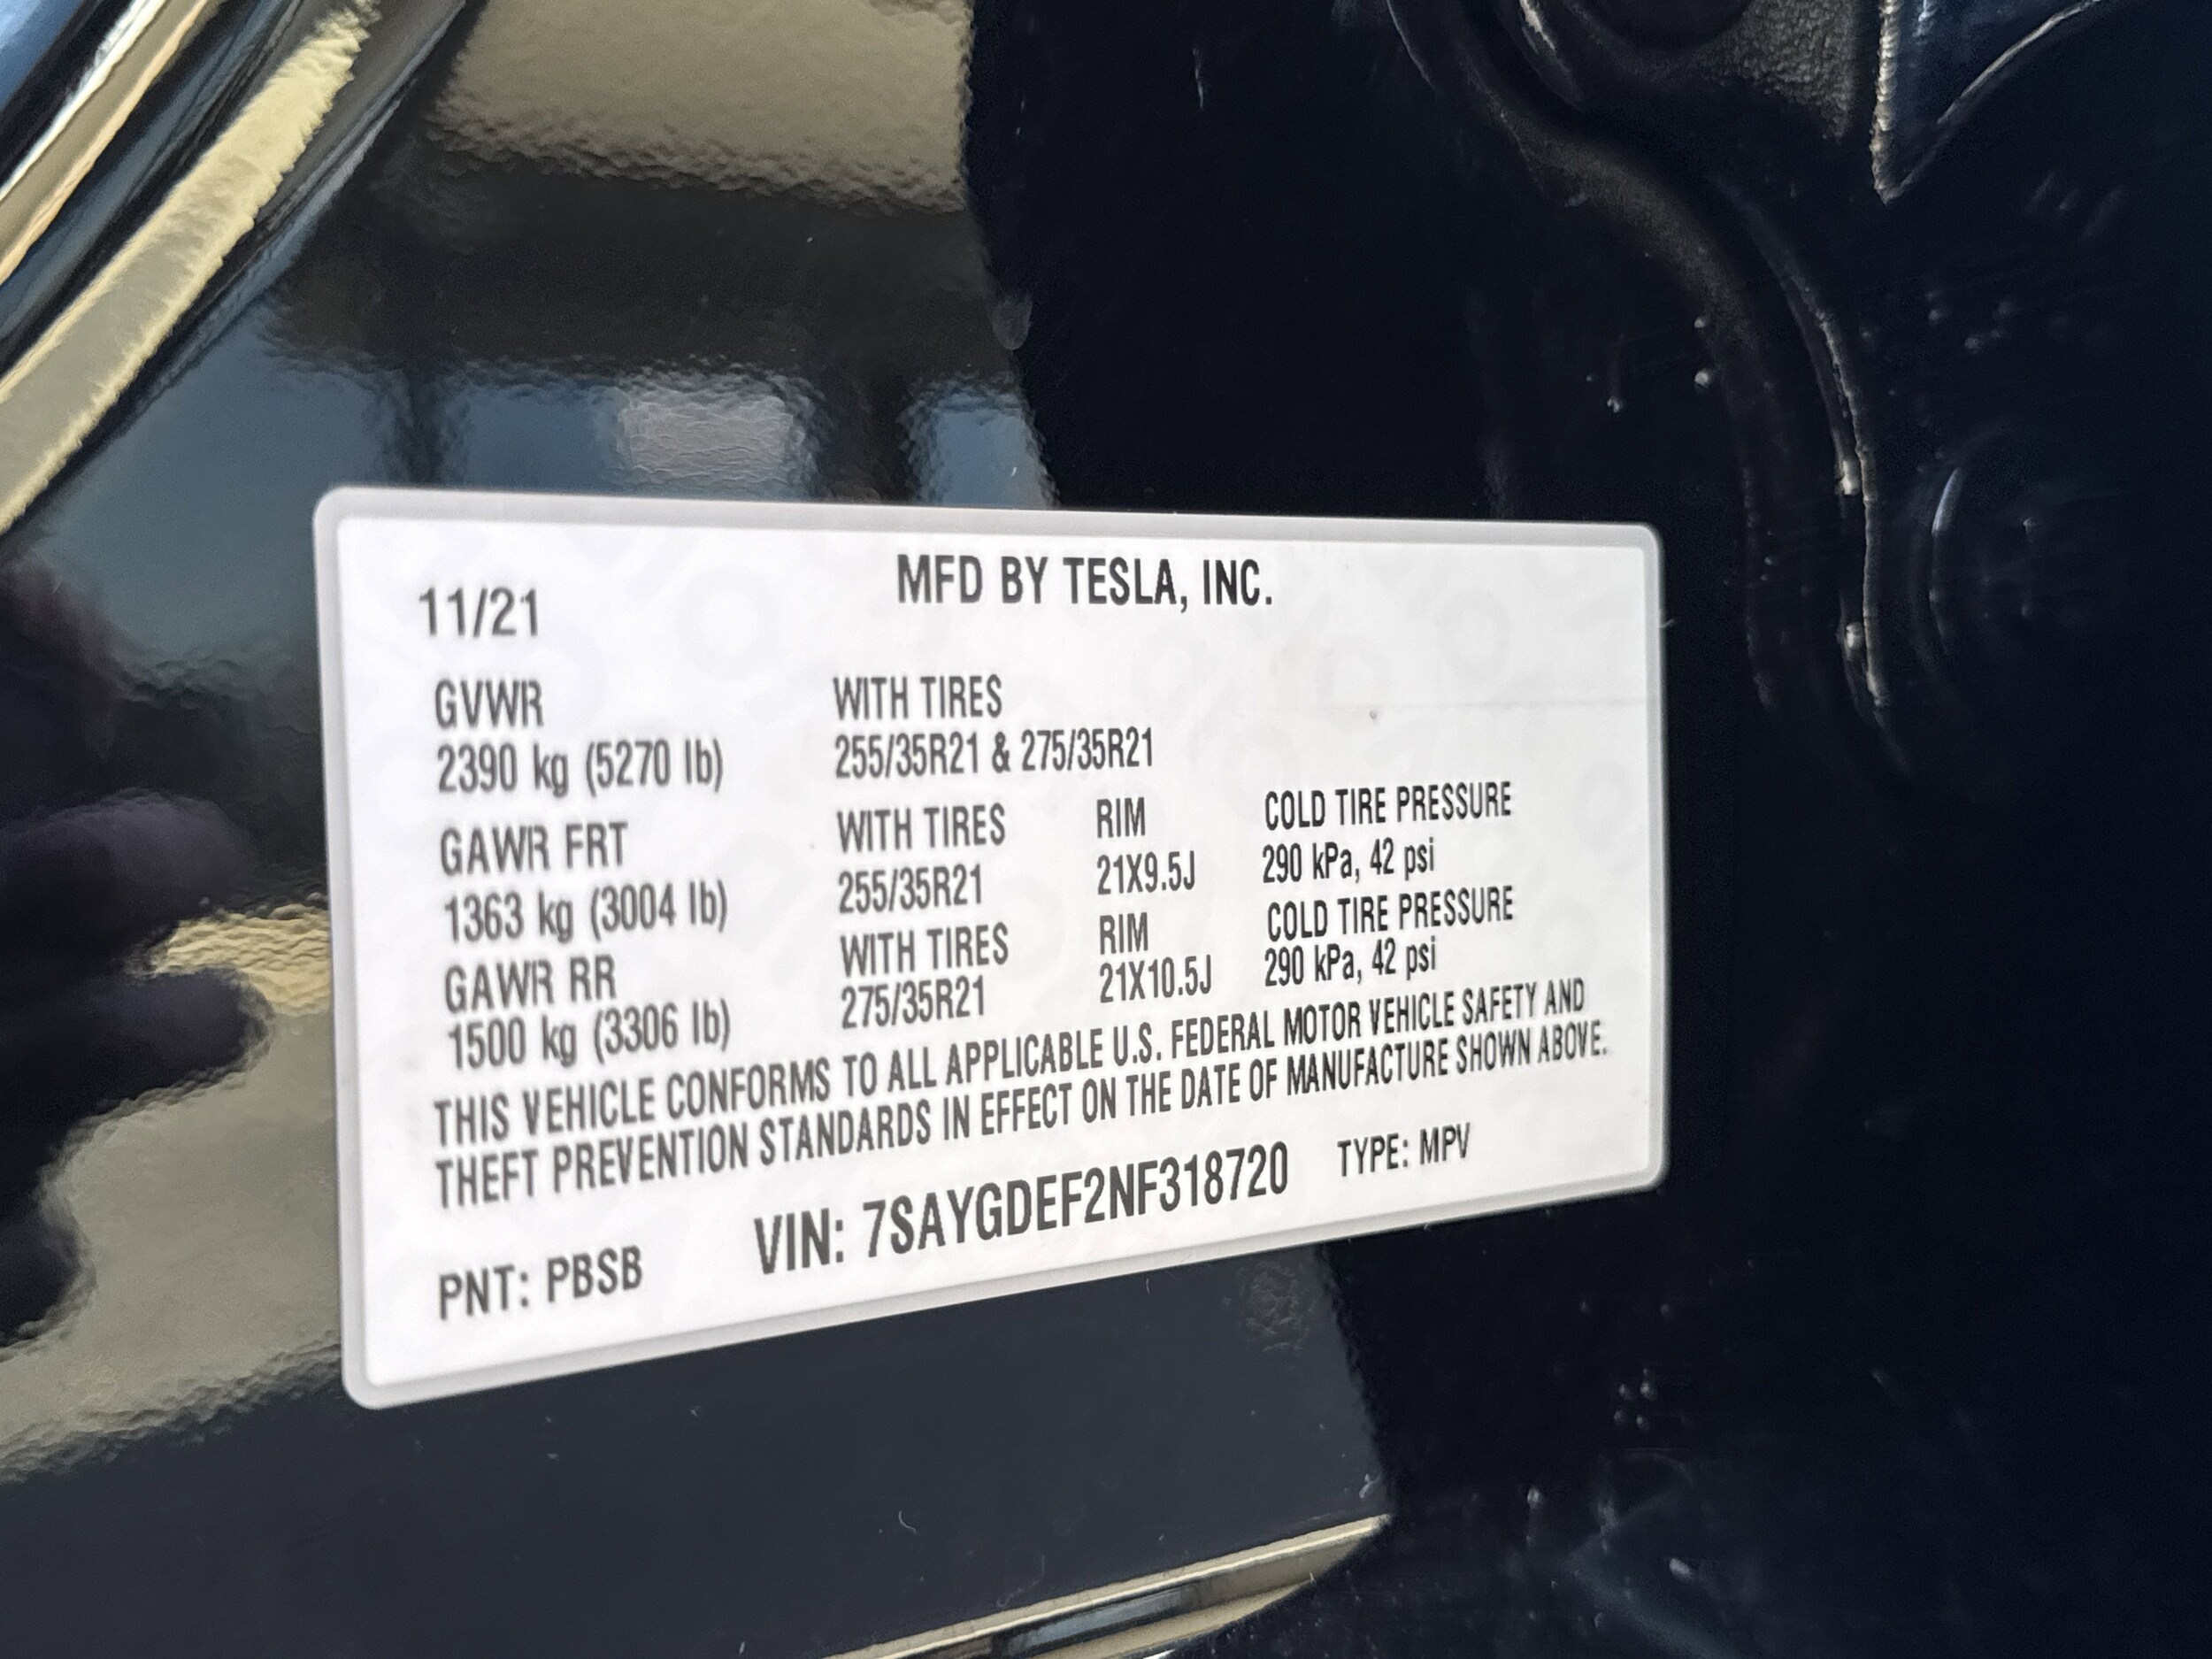 MFD BY TESLA, INC.
11/21
GVWR WITH TIRES
2390 kg (5270 lb) 255/35R21 & 275/35R21
GAWR FRT WITH TIRES RIM COLD TIRE PRESSURE
1363 kg (3004 lb) 255/35R21 21X9.5J 290 kPa, 42 psi
GAWR RR WITH TIRES RIM COLD TIRE PRESSURE
1500 kg (3306 lb) 275/35R21 21X10.5J 290 kPa, 42 psi
THIS VEHICLE CONFORMS TO ALL APPLICABLE U.S. FEDERAL MOTOR VEHICLE SAFETY AND
THEFT PREVENTION STANDARDS IN EFFECT ON THE DATE OF MANUFACTURE SHOWN ABOVE.
PNT: PBSB VIN: 7SAYGDEF2NF318720 TYPE: MPV